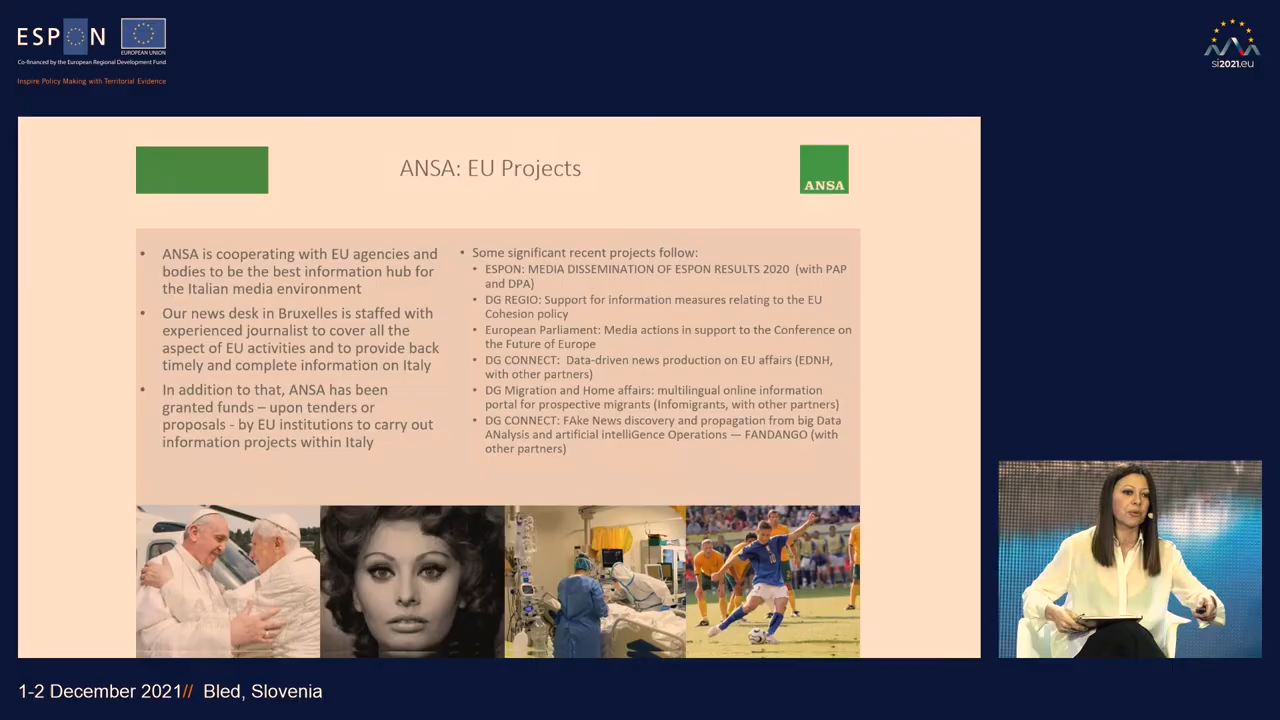 ESPON
EUROPEAN UNION
Co-financed by the European Regional Development Fund
Inspire Policy Making with Territorial Evidence
si2021.eu
ANSA: EU Projects
ANSA
• ANSA is cooperating with EU agencies and
bodies to be the best information hub for
the Italian media environment
• Our news desk in Bruxelles is staffed with
experienced journalist to cover all the
aspect of EU activities and to provide back
timely and complete information on Italy
• In addition to that, ANSA has been
granted funds – upon tenders or
proposals - by EU institutions to carry out
information projects within Italy
• Some significant recent projects follow:
• ESPON: MEDIA DISSEMINATION OF ESPON RESULTS 2020 (with PAP
and DPA)
• DG REGIO: Support for information measures relating to the EU
Cohesion policy
• European Parliament: Media actions in support to the Conference on
the Future of Europe
• DG CONNECT: Data-driven news production on EU affairs (EDNH,
with other partners)
• DG Migration and Home affairs: multilingual online information
portal for prospective migrants (Infomigrants, with other partners)
• DG CONNECT: FAke News discovery and propagation from big Data
ANalysis and artificial intelliGence Operations — FANDANGO (with
other partners)
1-2 December 2021// Bled, Slovenia